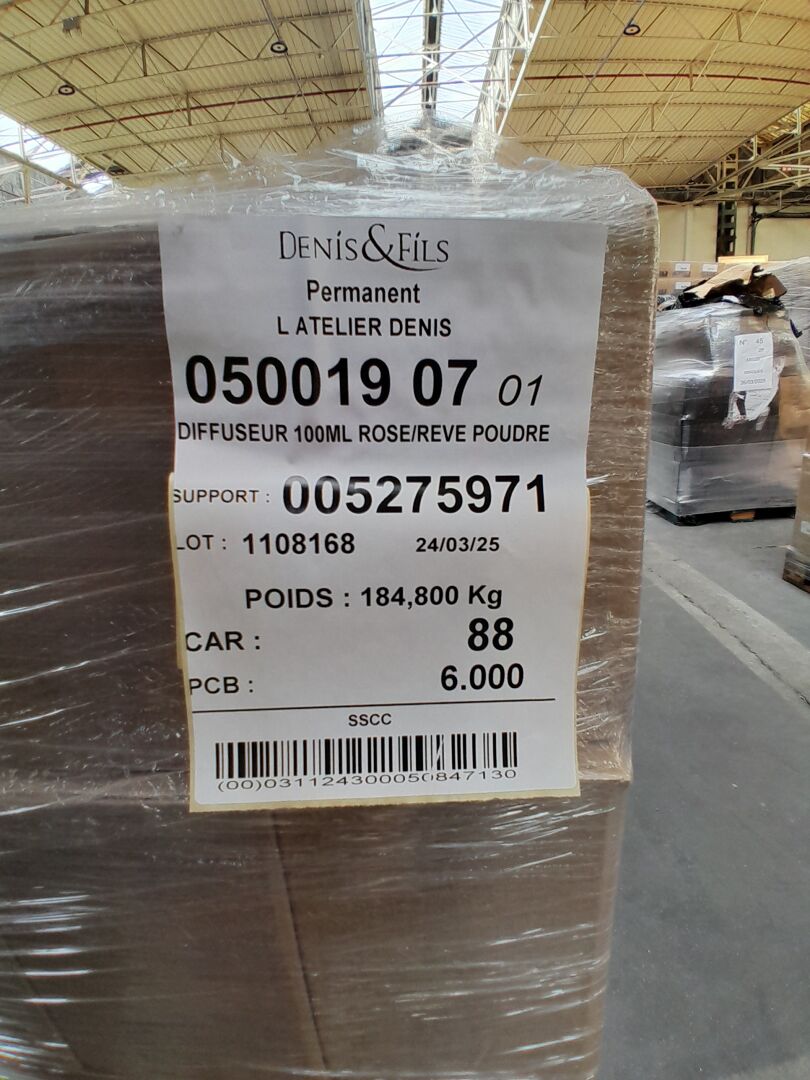 DENIS&FILS
Permanent
L ATELIER DENIS
050019 07 01
DIFFUSEUR 100ML ROSE/REVE POUDRE
SUPPORT : 005275971
LOT : 1108168 24/03/25
POIDS : 184,800 Kg
CAR : 88
PCB : 6.000
SSCC
(00)031124300050847130
N° 45